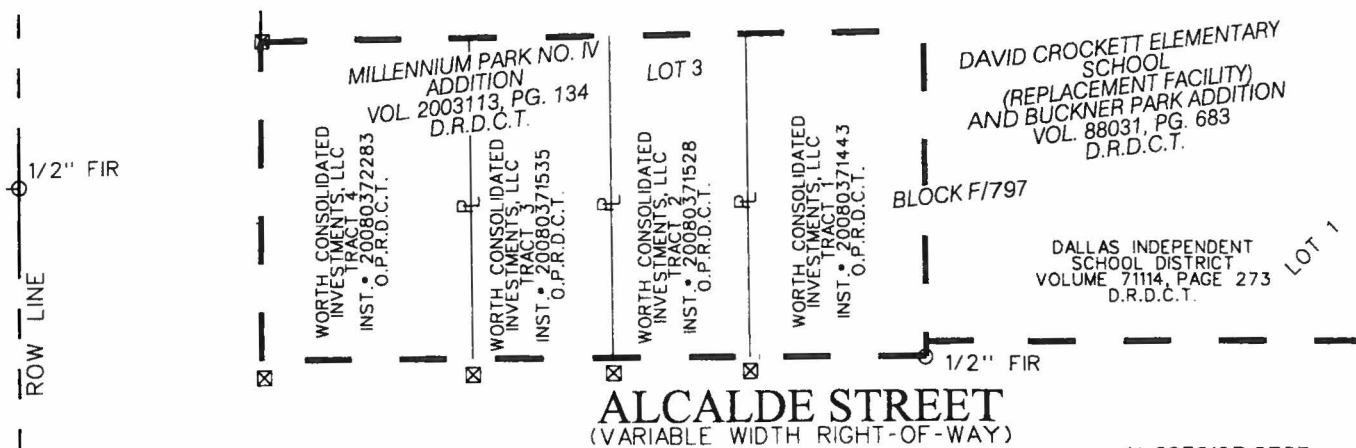 1/2" FIR
ROW LINE
MILLENNIUM PARK NO. IV
ADDITION
VOL. 2003113, PG. 134
D.R.D.C.T.
LOT 3
WORTH CONSOLIDATED
INVESTMENTS, LLC
TRACT 4
INST.• 20080372283
O.P.R.D.C.T.
PL
WORTH CONSOLIDATED
INVESTMENTS, LLC
TRACT 3
INST.• 20080371535
O.P.R.D.C.T.
PL
WORTH CONSOLIDATED
INVESTMENTS, LLC
TRACT 2
INST.• 20080371528
O.P.R.D.C.T.
PL
WORTH CONSOLIDATED
INVESTMENTS, LLC
TRACT 1
INST.• 20080371443
O.P.R.D.C.T.
DAVID CROCKETT ELEMENTARY
SCHOOL
(REPLACEMENT FACILITY)
AND BUCKNER PARK ADDITION
VOL. 88031, PG. 683
D.R.D.C.T.
BLOCK F/797
DALLAS INDEPENDENT
SCHOOL DISTRICT
VOLUME 71114, PAGE 273
D.R.D.C.T.
LOT 1
1/2" FIR
ALCALDE STREET
(VARIABLE WIDTH RIGHT-OF-WAY)